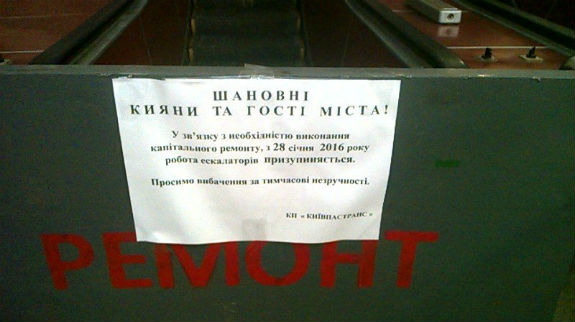 ШАНОВНІ
КИЯНИ ТА ГОСТІ МІСТА!
У зв'язку з необхідністю виконання
капітального ремонту, з 28 січня 2016 року
робота ескалаторів призупиняється.
Просимо вибачення за тимчасові незручності.
КП «КИЇВПАСТРАНС»
РЕМОНТ